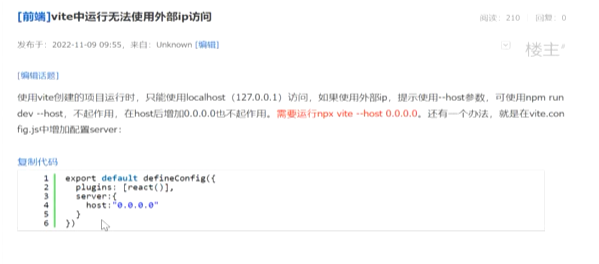 [前端]vite中运行无法使用外部ip访问
阅读：210 回复：0
发布于：2022-11-09 09:55，来自：Unknown [编辑]
楼主#
[编辑话题]
使用vite创建的项目运行时，只能使用localhost（127.0.0.1）访问，如果使用外部ip，提示使用--host参数，可使用npm run
dev --host，不起作用，在host后增加0.0.0.0也不起作用。需要运行npx vite --host 0.0.0.0。还有一个办法，就是在vite.con
fig.js中增加配置server：
复制代码
1 export default defineConfig({
2 plugins: [react()],
3 server:{
4 host:"0.0.0.0"
5 }
6 })